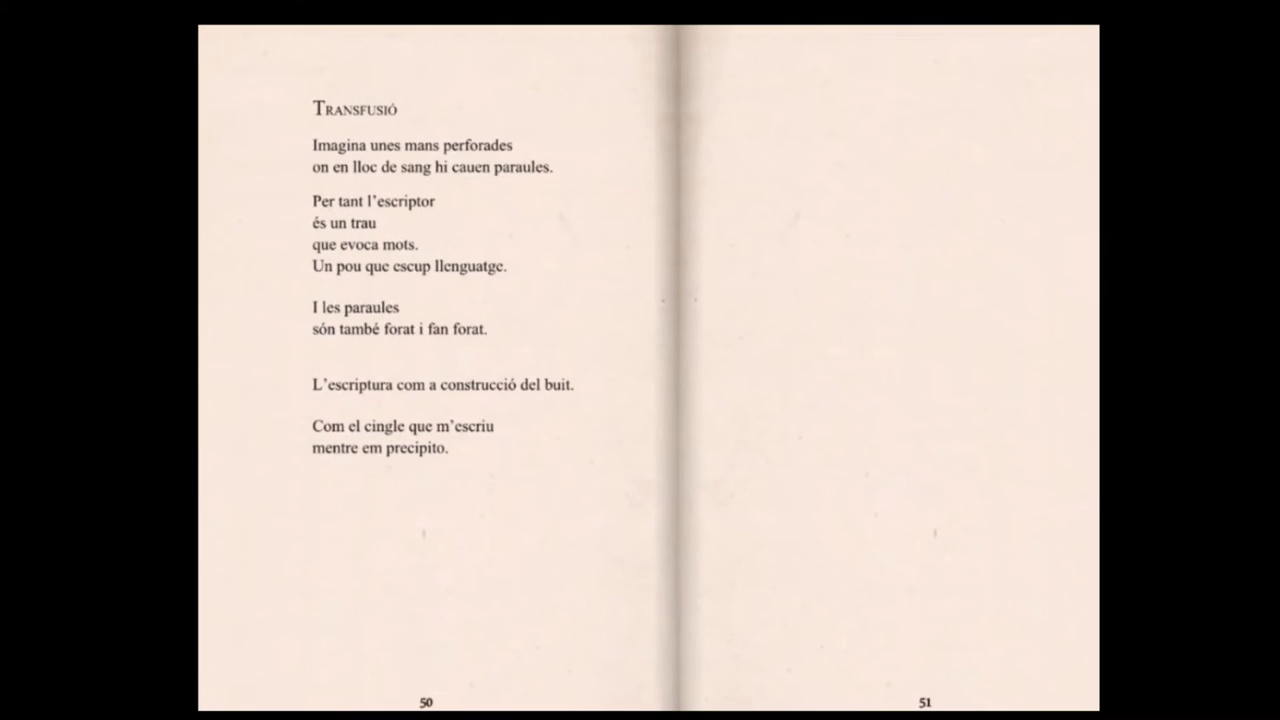 Transfusió
Imagina unes mans perforades
on en lloc de sang hi cauen paraules.
Per tant l'escriptor
és un trau
que evoca mots.
Un pou que escup llenguatge.
I les paraules
són també forat i fan forat.
L'escriptura com a construcció del buit.
Com el cingle que m'escriu
mentre em precipito.
50
51